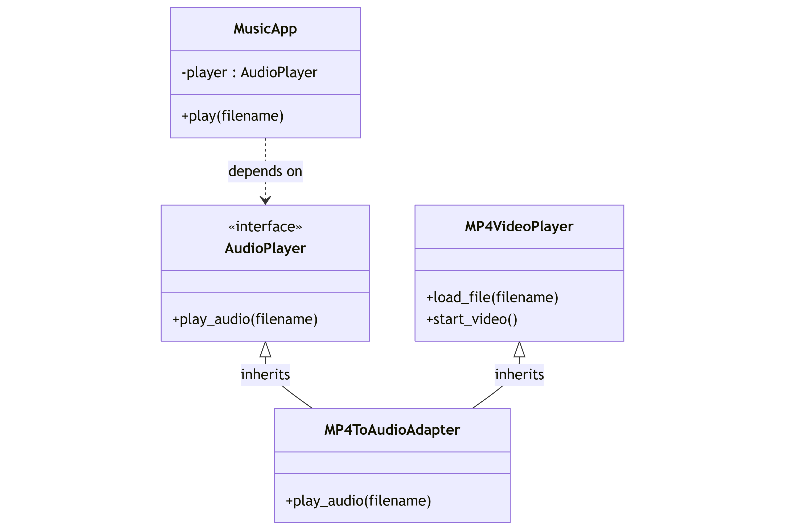 MusicApp
-player : AudioPlayer
+play(filename)
depends on
«interface»
AudioPlayer
+play_audio(filename)
MP4VideoPlayer
+load_file(filename)
+start_video()
inherits
inherits
MP4ToAudioAdapter
+play_audio(filename)